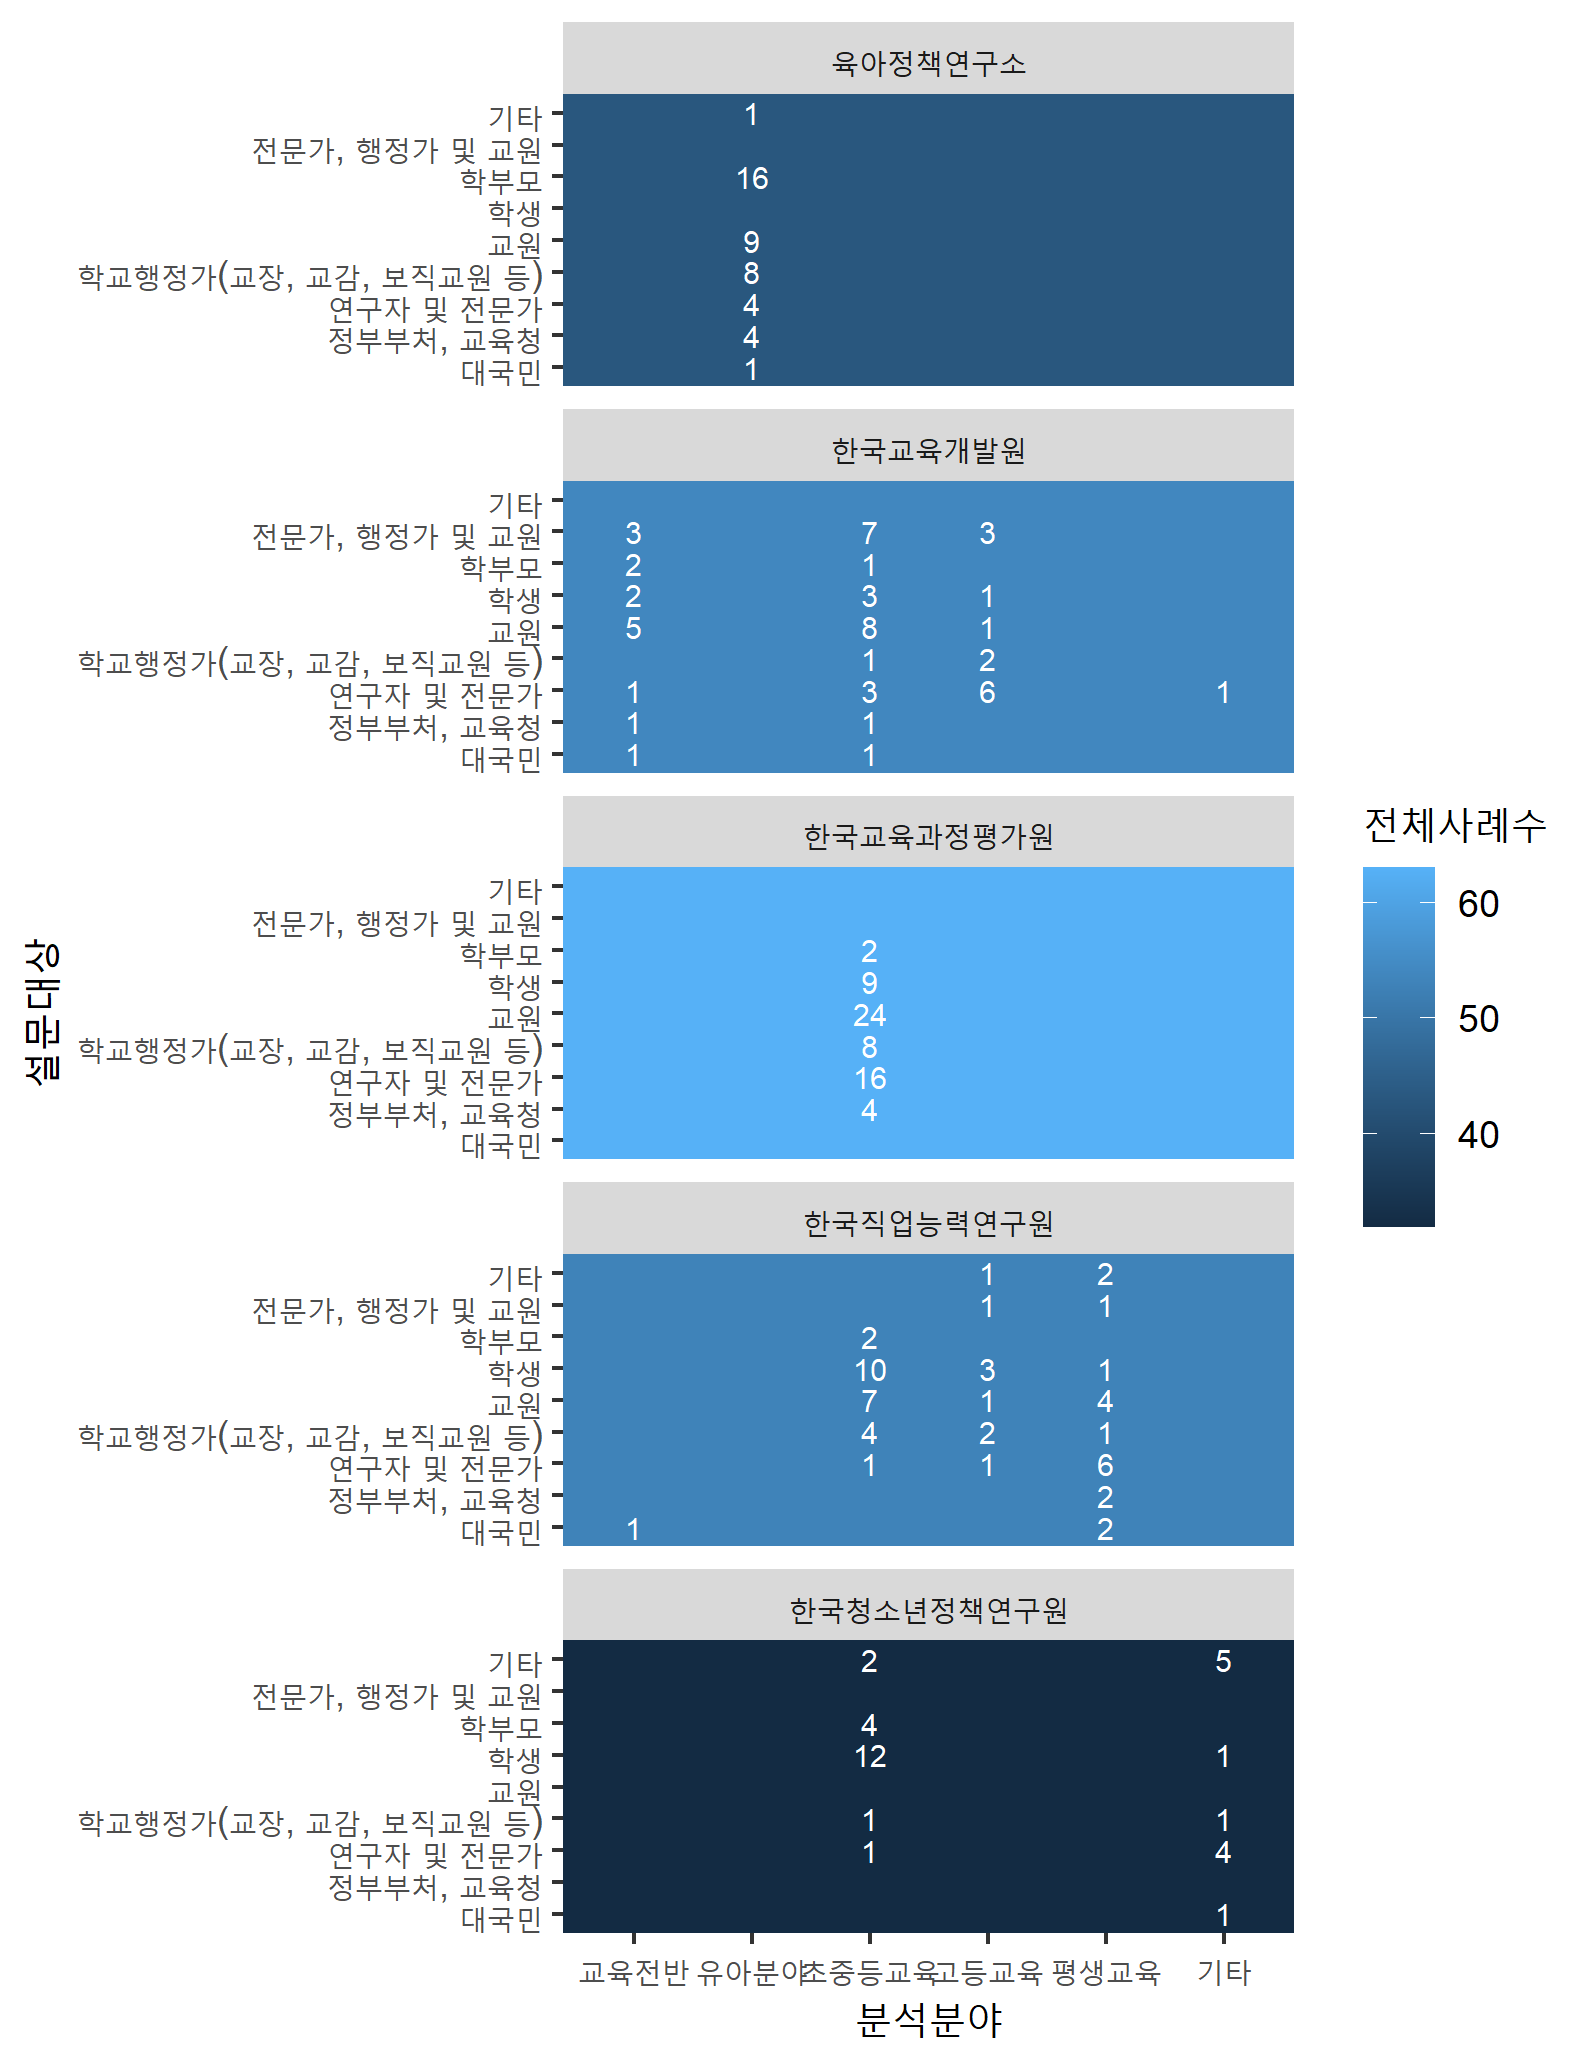 육아정책연구소
기타 1
전문가, 행정가 및 교원
학부모 16
학생
교원 9
학교행정가(교장, 교감, 보직교원 등) 8
연구자 및 전문가 4
정부부처, 교육청 4
대국민 1
한국교육개발원
기타
전문가, 행정가 및 교원 3 7 3
학부모 2 1
학생 2 3 1
교원 5 8 1
학교행정가(교장, 교감, 보직교원 등) 1 2
연구자 및 전문가 1 3 6 1
정부부처, 교육청 1 1
대국민 1 1
한국교육과정평가원
기타
전문가, 행정가 및 교원
학부모 2
학생 9
교원 24
학교행정가(교장, 교감, 보직교원 등) 8
연구자 및 전문가 16
정부부처, 교육청 4
대국민
한국직업능력연구원
기타 1 2
전문가, 행정가 및 교원 1 1
학부모 2
학생 10 3 1
교원 7 1 4
학교행정가(교장, 교감, 보직교원 등) 4 2 1
연구자 및 전문가 1 1 6
정부부처, 교육청 2
대국민 1 2
한국청소년정책연구원
기타 2 5
전문가, 행정가 및 교원
학부모 4
학생 12 1
교원
학교행정가(교장, 교감, 보직교원 등) 1 1
연구자 및 전문가 1 4
정부부처, 교육청
대국민 1
교육전반 유아분야 초중등교육 고등교육 평생교육 기타
분석분야
설문대상
전체사례수
60
50
40